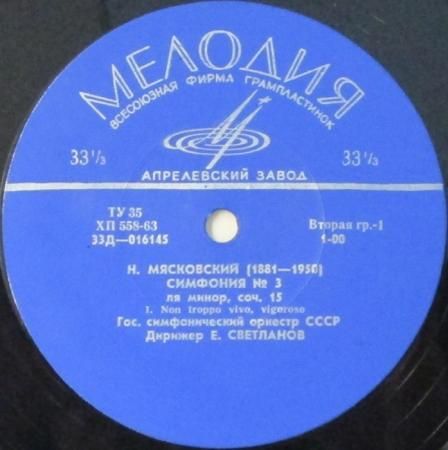 МЕЛОДИЯ
ВСЕСОЮЗНАЯ ФИРМА ГРАМПЛАСТИНОК
33⅓ 33⅓
АПРЕЛЕВСКИЙ ЗАВОД
ТУ 35
ХП 558-63
33Д—016145
Вторая гр.-1
1-00
Н. МЯСКОВСКИЙ (1881—1950)
СИМФОНИЯ № 3
ля минор, соч. 15
1. Non troppo vivo, vigoroso
Гос. симфонический оркестр СССР
Дирижер Е. СВЕТЛАНОВ